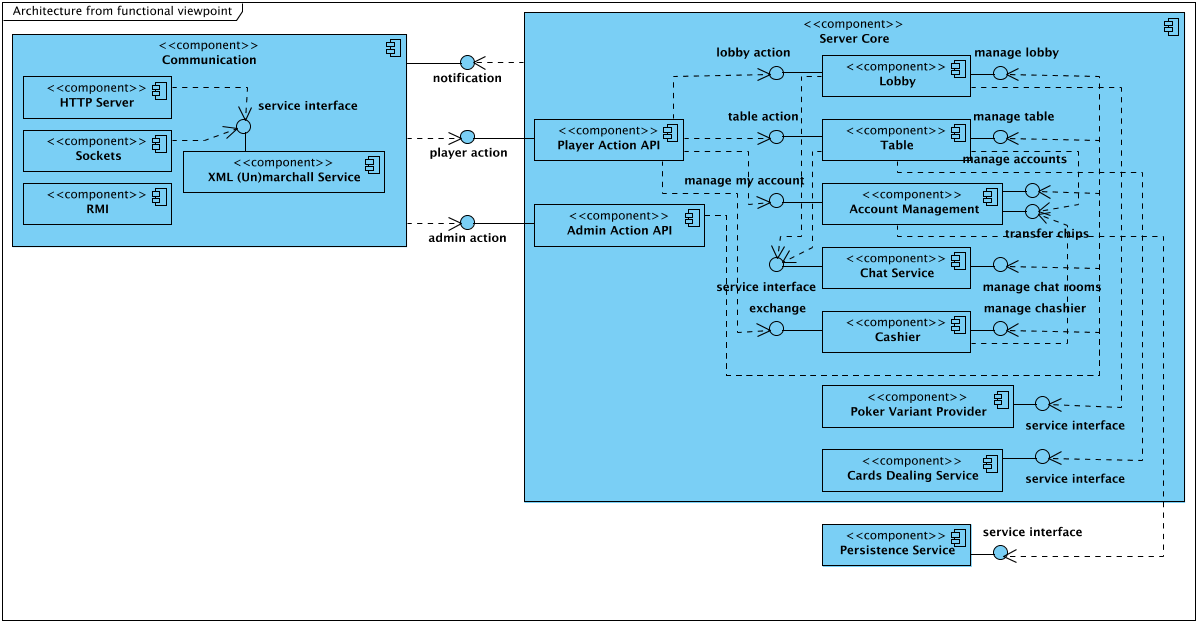 Architecture from functional viewpoint
<<component>>
Communication
<<component>>
HTTP Server
service interface
<<component>>
Sockets
<<component>>
XML (Un)marchall Service
<<component>>
RMI
notification
player action
admin action
<<component>>
Server Core
lobby action
<<component>>
Lobby
manage lobby
<<component>>
Player Action API
table action
<<component>>
Table
manage table
manage accounts
manage my account
<<component>>
Account Management
transfer chips
<<component>>
Admin Action API
service interface
<<component>>
Chat Service
manage chat rooms
exchange
<<component>>
Cashier
manage chashier
<<component>>
Poker Variant Provider
service interface
<<component>>
Cards Dealing Service
service interface
<<component>>
Persistence Service
service interface